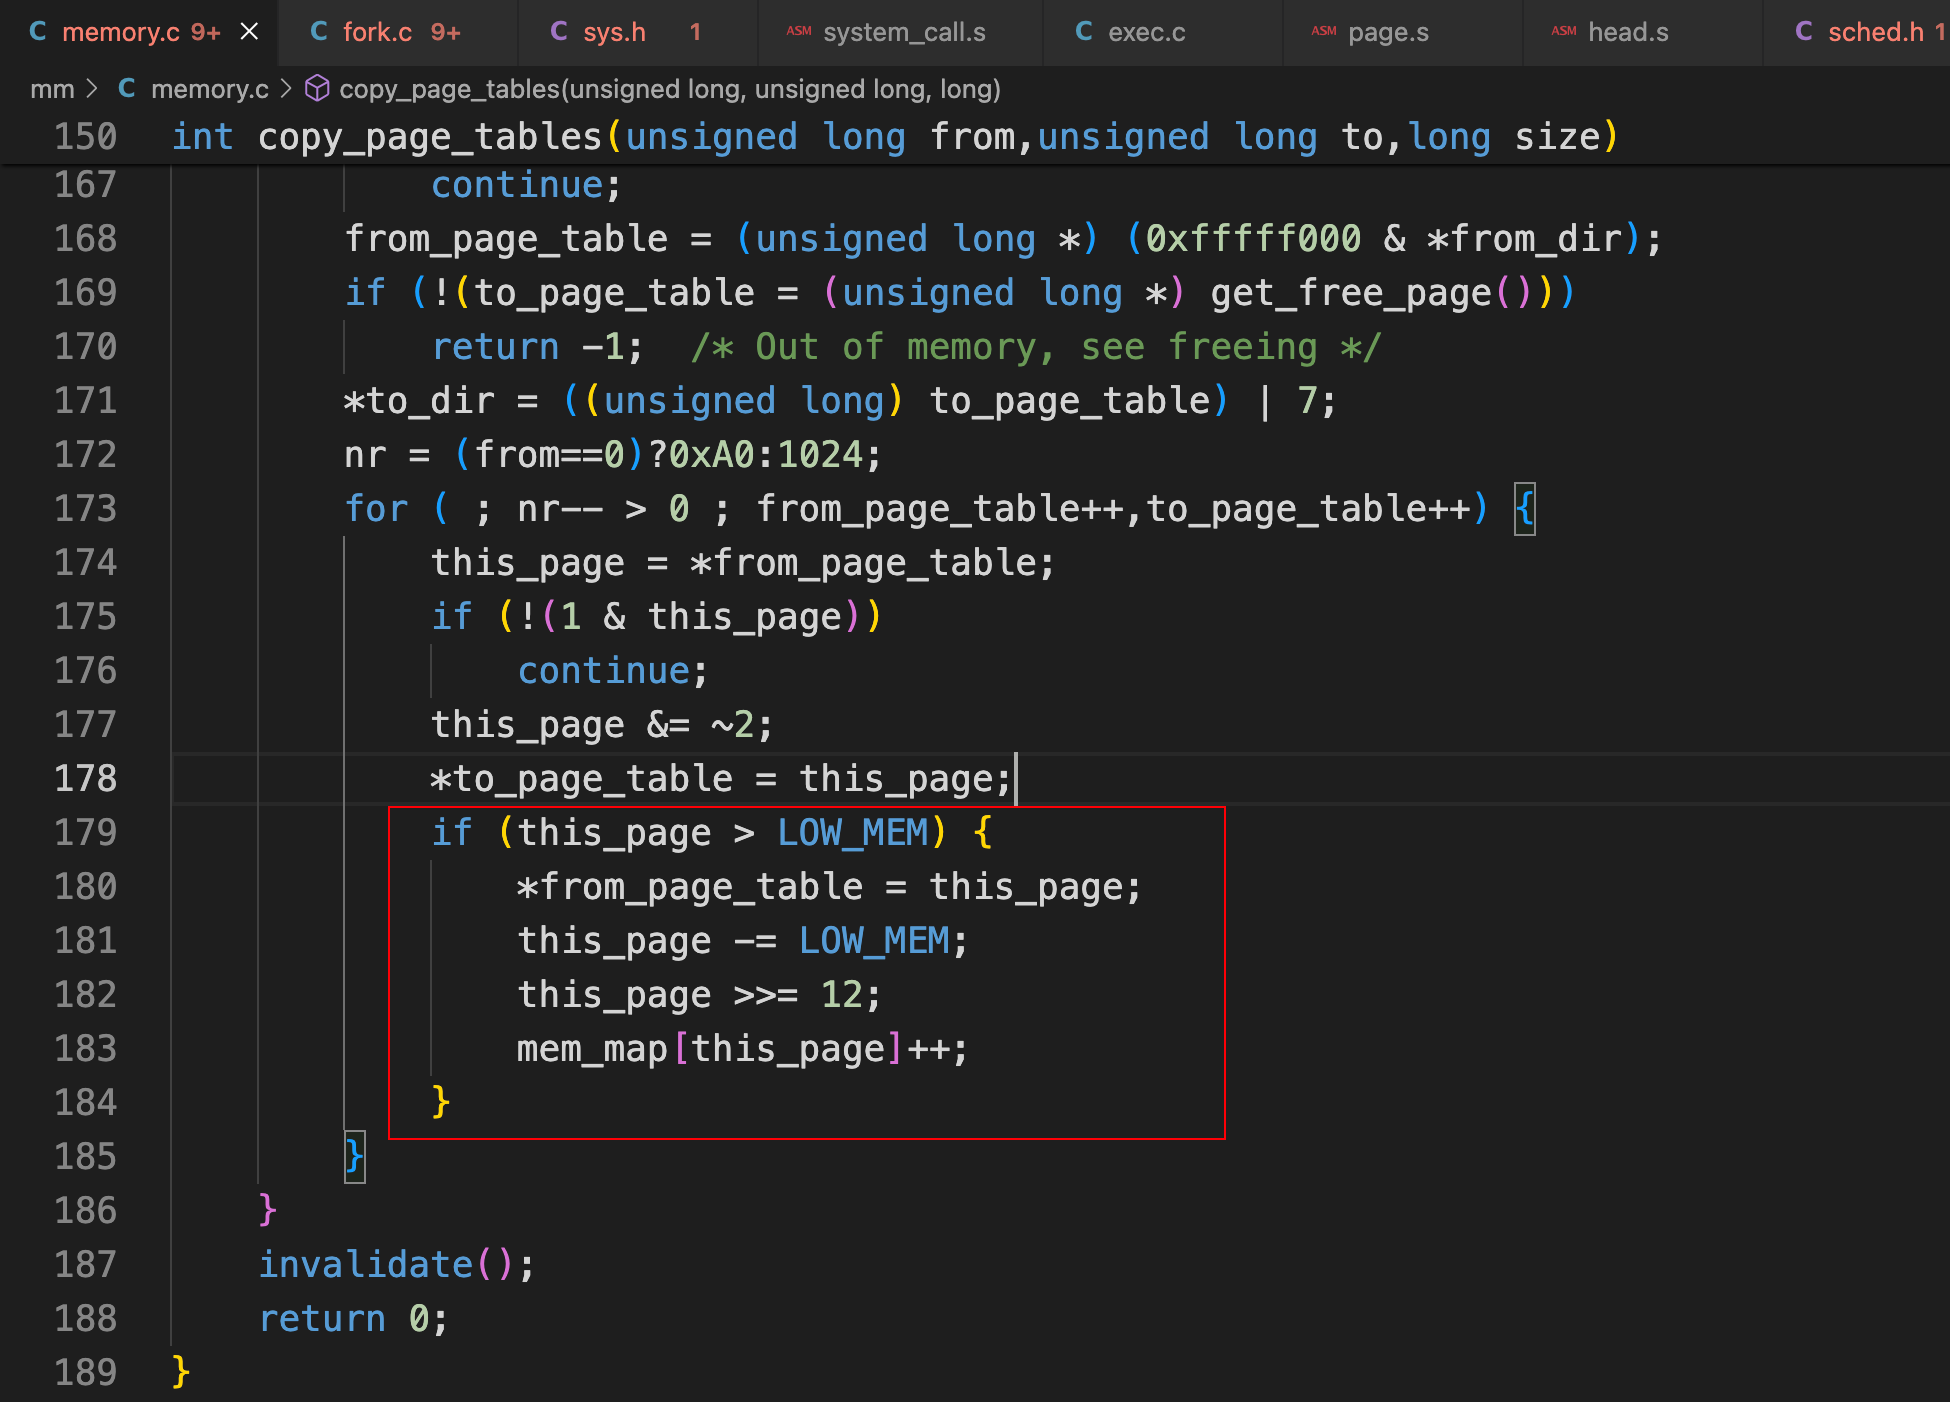 C memory.c 9+ × C fork.c 9+ C sys.h 1 ASM system_call.s C exec.c ASM page.s ASM head.s C sched.h 1
mm > C memory.c > copy_page_tables(unsigned long, unsigned long, long)
150 int copy_page_tables(unsigned long from,unsigned long to,long size)
167 continue;
168 from_page_table = (unsigned long *) (0xfffff000 & *from_dir);
169 if (!(to_page_table = (unsigned long *) get_free_page()))
170 return -1; /* Out of memory, see freeing */
171 *to_dir = ((unsigned long) to_page_table) | 7;
172 nr = (from==0)?0xA0:1024;
173 for ( ; nr-- > 0 ; from_page_table++,to_page_table++) {
174 this_page = *from_page_table;
175 if (!(1 & this_page))
176 continue;
177 this_page &= ~2;
178 *to_page_table = this_page;
179 if (this_page > LOW_MEM) {
180 *from_page_table = this_page;
181 this_page -= LOW_MEM;
182 this_page >>= 12;
183 mem_map[this_page]++;
184 }
185 }
186 }
187 invalidate();
188 return 0;
189 }